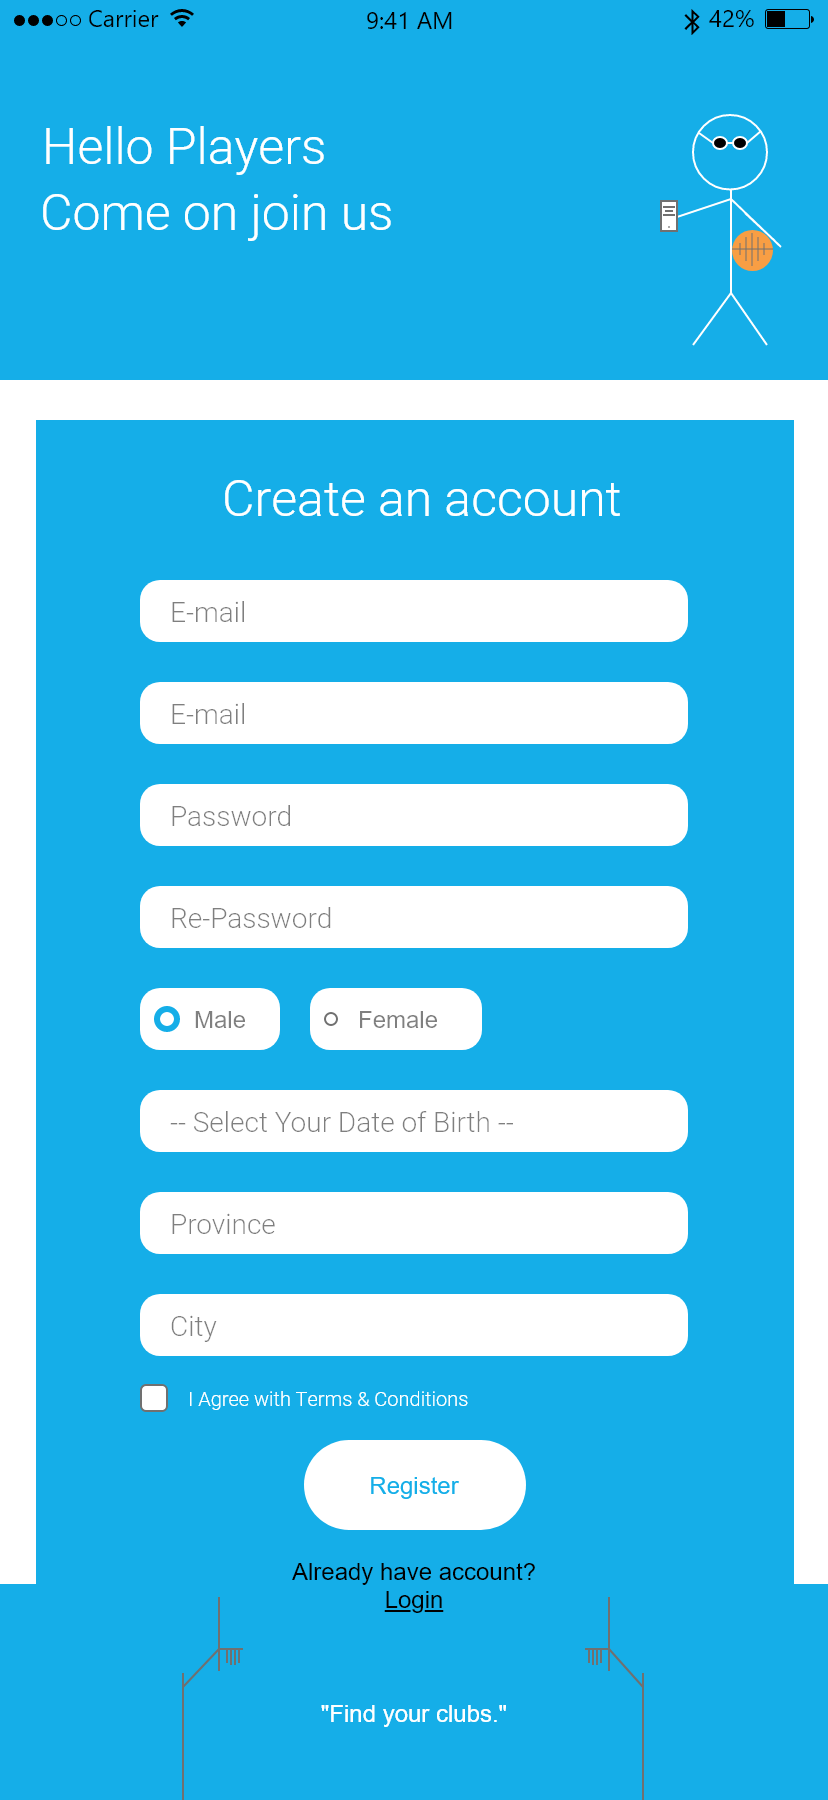 Carrier 9:41 AM 42%
Hello Players
Come on join us
Create an account
E-mail
E-mail
Password
Re-Password
Male Female
-- Select Your Date of Birth --
Province
City
I Agree with Terms & Conditions
Register
Already have account?
Login
"Find your clubs."